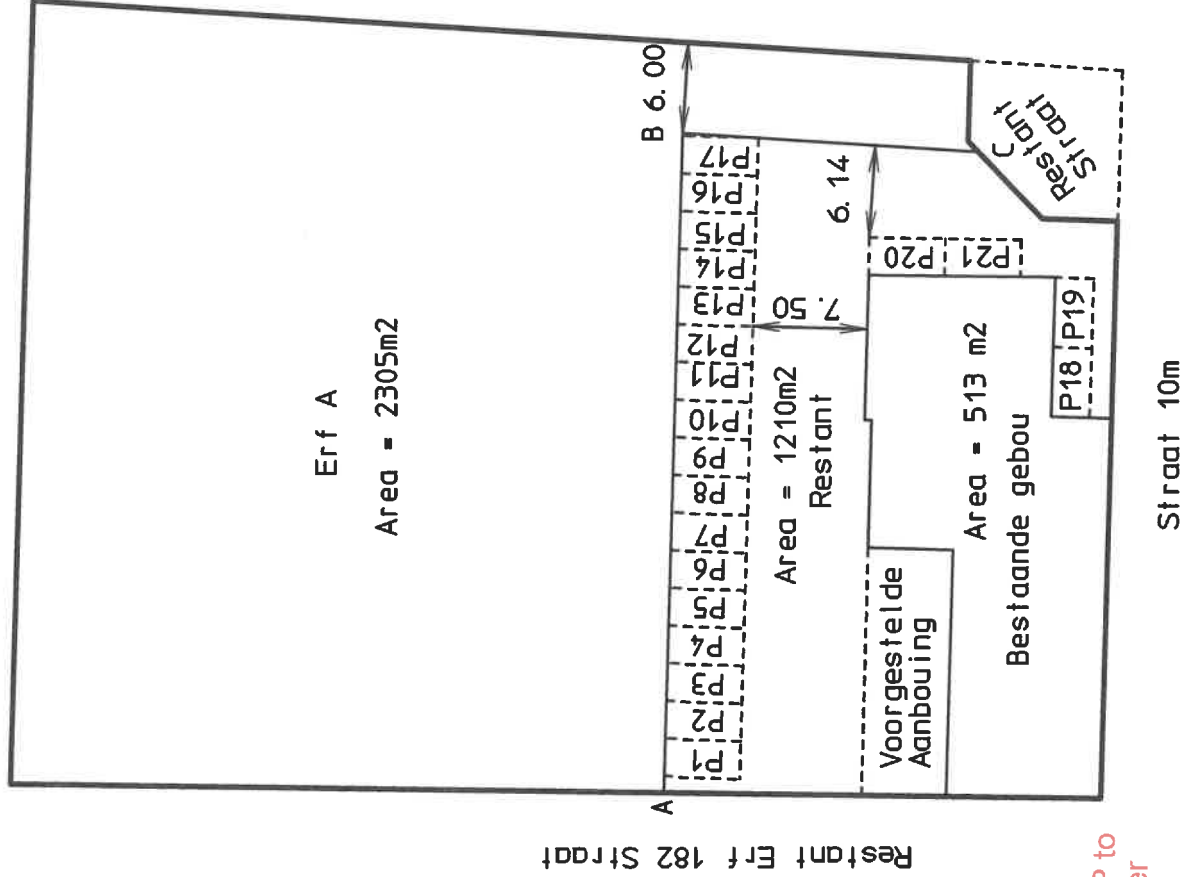 Erf A
Area = 2305m2
B 6.00
P1 P2 P3 P4 P5 P6 P7 P8 P9 P10 P11 P12 P13 P14 P15 P16 P17
7.50
6.14
Area = 1210m2
Restant
C
Restant
Straat
P20
P21
P18 P19
Area = 513 m2
Bestaande gebou
Voorgestelde
Aanbouing
A
Restant Erf 182 Straat
Straat 10m
to